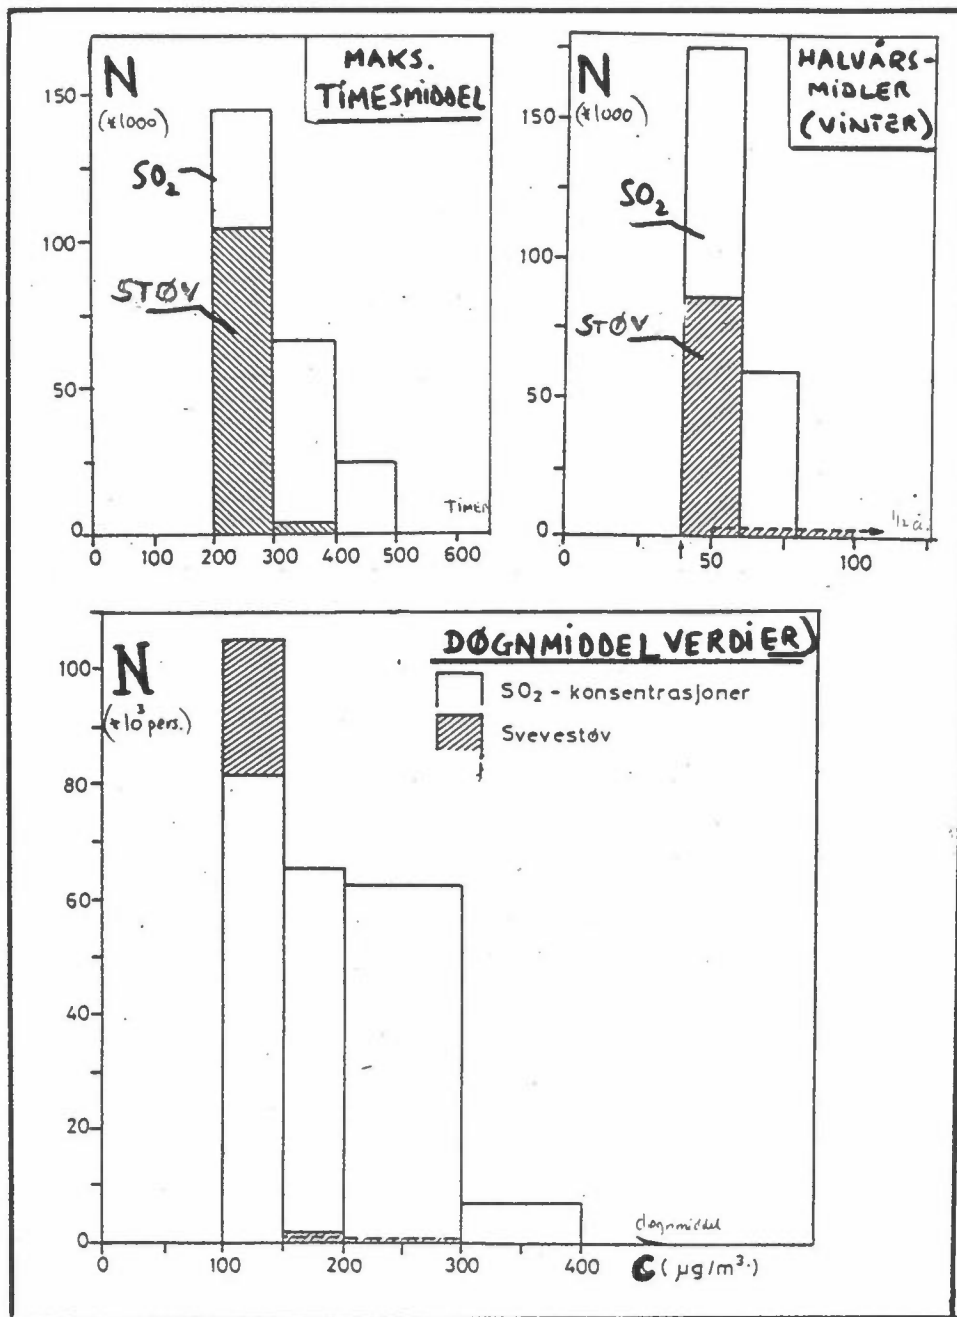 MAKS.
TIMESMIDDEL
N
(*1000)
150
100
50
0
SO2
STØV
TIMER
0 100 200 300 400 500 600
HALVÅRS-
MIDLER
(VINTER)
N
(*1000)
150
100
50
0
SO2
STØV
1/2 å.
0 50 100
DØGNMIDDELVERDIER)
N
(*10³ pers.)
100
80
60
40
20
0
SO2 - konsentrasjoner
Svevestøv
døgnmiddel
0 100 200 300 400 C (µg/m³.)